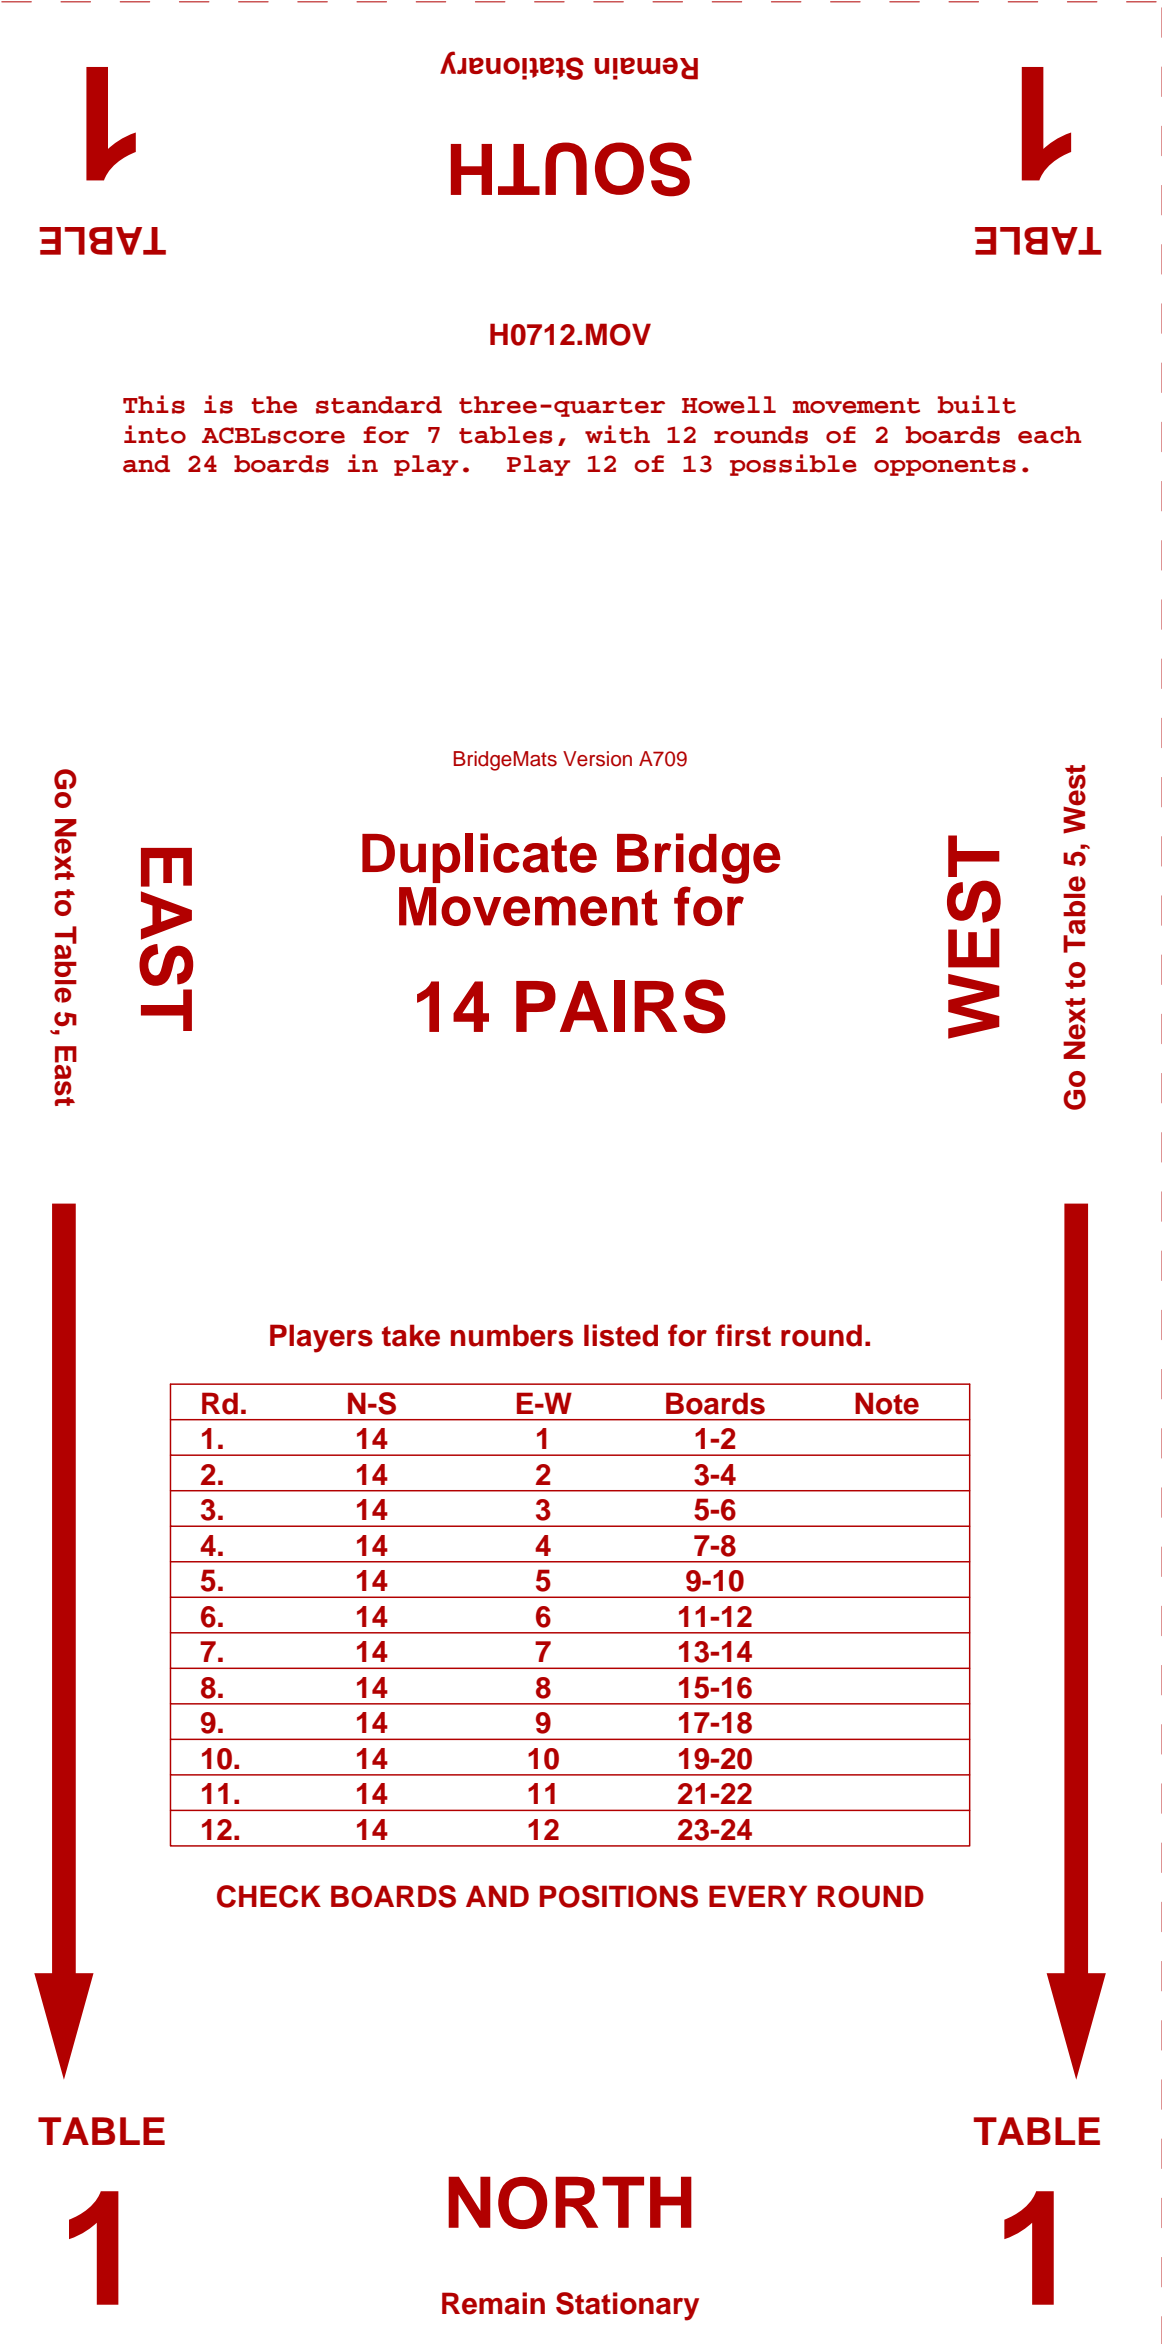 Remain Stationary
SOUTH
1
TABLE
1
TABLE
H0712.MOV
This is the standard three-quarter Howell movement built
into ACBLscore for 7 tables, with 12 rounds of 2 boards each
and 24 boards in play.  Play 12 of 13 possible opponents.
BridgeMats Version A709
Go Next to Table 5, East
EAST
Duplicate Bridge
Movement for
14 PAIRS
WEST
Go Next to Table 5, West
Players take numbers listed for first round.
Rd. N-S E-W Boards Note
1. 14 1 1-2
2. 14 2 3-4
3. 14 3 5-6
4. 14 4 7-8
5. 14 5 9-10
6. 14 6 11-12
7. 14 7 13-14
8. 14 8 15-16
9. 14 9 17-18
10. 14 10 19-20
11. 14 11 21-22
12. 14 12 23-24
CHECK BOARDS AND POSITIONS EVERY ROUND
TABLE
1
TABLE
1
NORTH
Remain Stationary